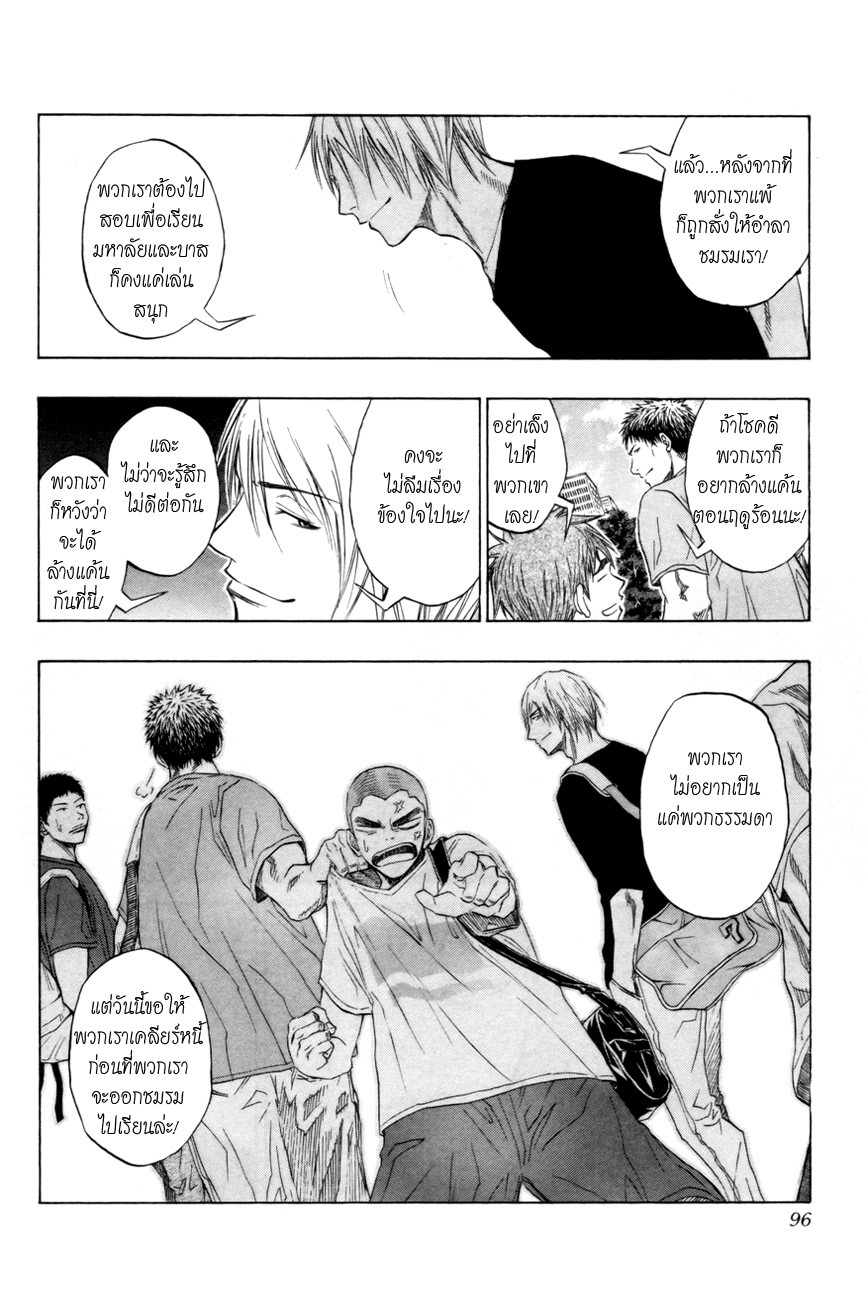 แล้ว...หลังจากที่
พวกเราแพ้
ก็ถูกสั่งให้อำลา
ชมรมเรา!
พวกเราต้องไป
สอบเพื่อเรียน
มหาลัยและบาส
ก็คงแค่เล่น
สนุก
ถ้าโชคดี
พวกเราก็
อยากล้างแค้น
ตอนฤดูร้อนนะ!
อย่าเล็ง
ไปที่
พวกเขา
เลย!
คงจะ
ไม่ลืมเรื่อง
ข้องใจไปนะ!
และ
ไม่ว่าจะรู้สึก
ไม่ดีต่อกัน
พวกเรา
ก็หวังว่า
จะได้
ล้างแค้น
กันที่นี่!
พวกเรา
ไม่อยากเป็น
แค่พวกธรรมดา
แต่วันนี้ขอให้
พวกเราเคลียร์หนี้
ก่อนที่พวกเรา
จะออกชมรม
ไปเรียนล่ะ!
96